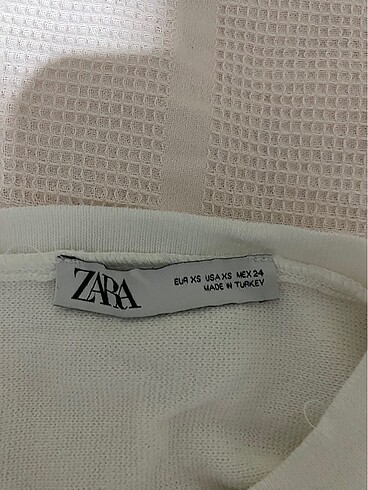 ZARA
EUR XS USA XS MEX 24
MADE IN TURKEY